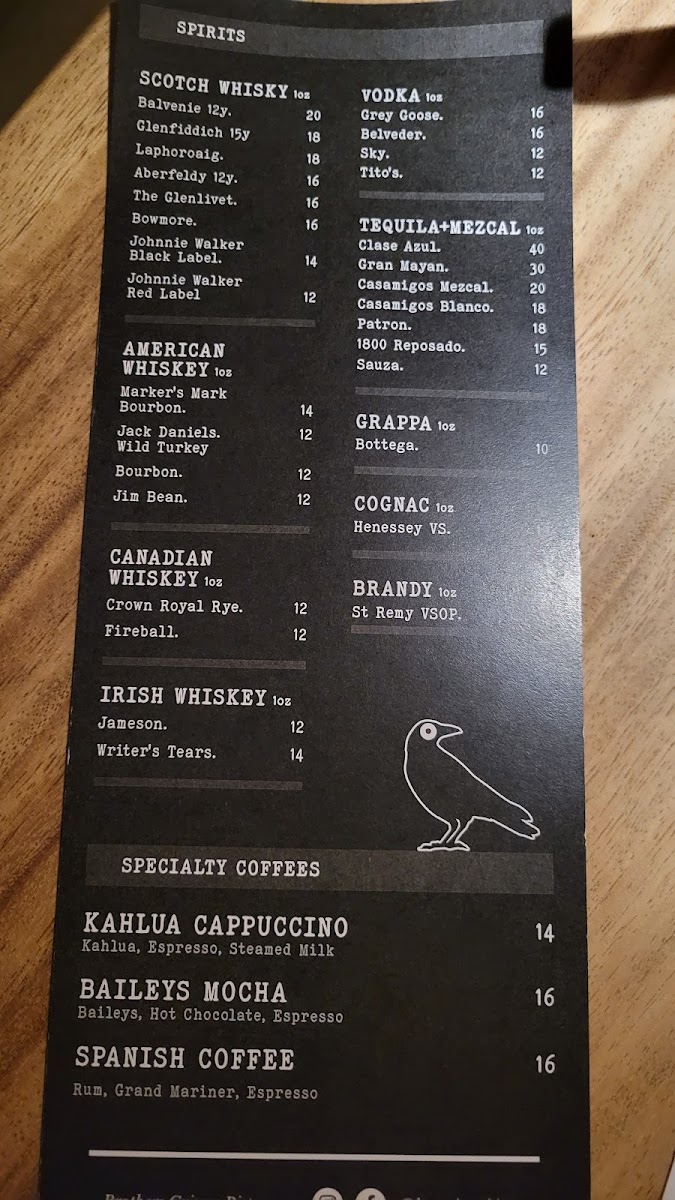 SPIRITS
SCOTCH WHISKY 1oz
Balvenie 12y. 20
Glenfiddich 15y 18
Laphoroaig. 18
Aberfeldy 12y. 16
The Glenlivet. 16
Bowmore. 16
Johnnie Walker
Black Label. 14
Johnnie Walker
Red Label 12
AMERICAN
WHISKEY 1oz
Marker's Mark
Bourbon. 14
Jack Daniels. 12
Wild Turkey
Bourbon. 12
Jim Bean. 12
CANADIAN
WHISKEY 1oz
Crown Royal Rye. 12
Fireball. 12
IRISH WHISKEY 1oz
Jameson. 12
Writer's Tears. 14
VODKA 1oz
Grey Goose. 16
Belveder. 16
Sky. 12
Tito's. 12
TEQUILA+MEZCAL 1oz
Clase Azul. 40
Gran Mayan. 30
Casamigos Mezcal. 20
Casamigos Blanco. 18
Patron. 18
1800 Reposado. 15
Sauza. 12
GRAPPA 1oz
Bottega. 10
COGNAC 1oz
Henessey VS.
BRANDY 1oz
St Remy VSOP.
SPECIALTY COFFEES
KAHLUA CAPPUCCINO 14
Kahlua, Espresso, Steamed Milk
BAILEYS MOCHA 16
Baileys, Hot Chocolate, Espresso
SPANISH COFFEE 16
Rum, Grand Mariner, Espresso